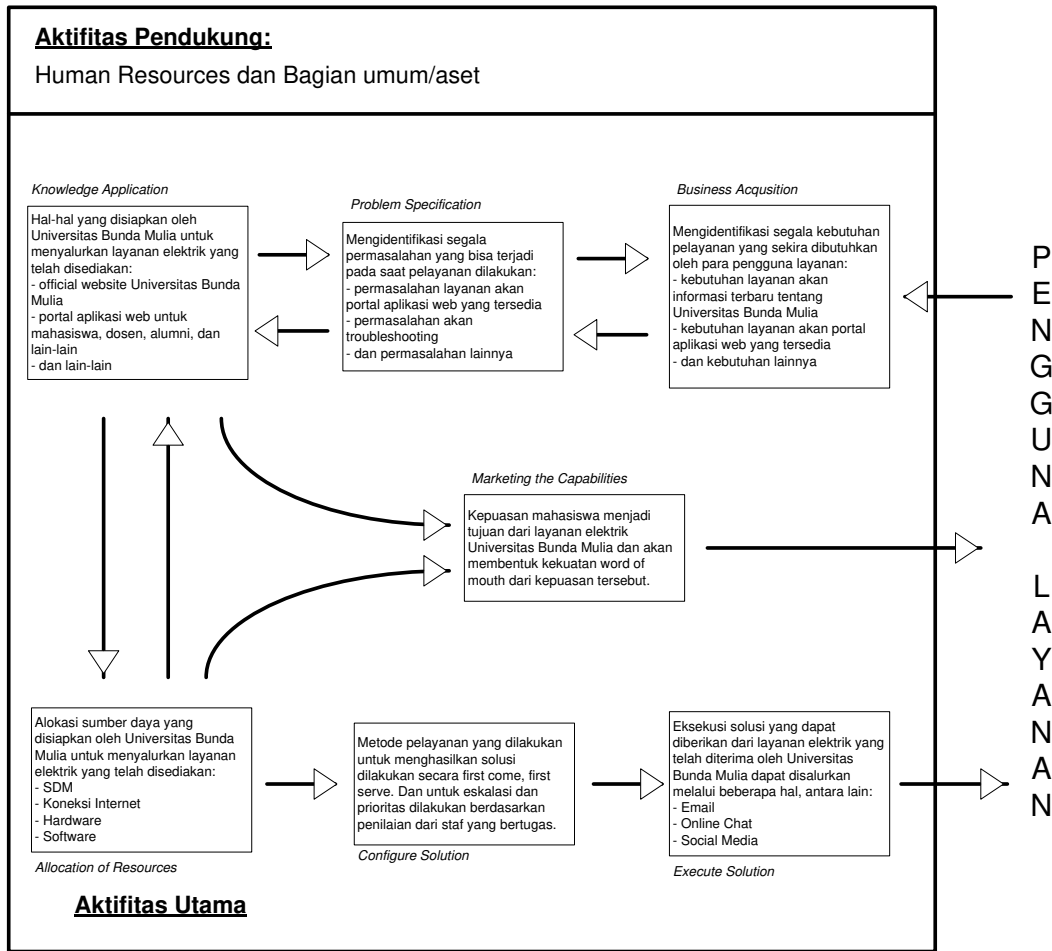 Aktifitas Pendukung:
Human Resources dan Bagian umum/aset
Knowledge Application
Hal-hal yang disiapkan oleh
Universitas Bunda Mulia untuk
menyalurkan layanan elektrik yang
telah disediakan:
- official website Universitas Bunda
Mulia
- portal aplikasi web untuk
mahasiswa, dosen, alumni, dan
lain-lain
- dan lain-lain
Problem Specification
Mengidentifikasi segala
permasalahan yang bisa terjadi
pada saat pelayanan dilakukan:
- permasalahan layanan akan
portal aplikasi web yang tersedia
- permasalahan akan
troubleshooting
- dan permasalahan lainnya
Business Acqusition
Mengidentifikasi segala kebutuhan
pelayanan yang sekira dibutuhkan
oleh para pengguna layanan:
- kebutuhan layanan akan
informasi terbaru tentang
Universitas Bunda Mulia
- kebutuhan layanan akan portal
aplikasi web yang tersedia
- dan kebutuhan lainnya
Marketing the Capabilities
Kepuasan mahasiswa menjadi
tujuan dari layanan elektrik
Universitas Bunda Mulia dan akan
membentuk kekuatan word of
mouth dari kepuasan tersebut.
Alokasi sumber daya yang
disiapkan oleh Universitas Bunda
Mulia untuk menyalurkan layanan
elektrik yang telah disediakan:
- SDM
- Koneksi Internet
- Hardware
- Software
Allocation of Resources
Metode pelayanan yang dilakukan
untuk menghasilkan solusi
dilakukan secara first come, first
serve. Dan untuk eskalasi dan
prioritas dilakukan berdasarkan
penilaian dari staf yang bertugas.
Configure Solution
Eksekusi solusi yang dapat
diberikan dari layanan elektrik yang
telah diterima oleh Universitas
Bunda Mulia dapat disalurkan
melalui beberapa hal, antara lain:
- Email
- Online Chat
- Social Media
Execute Solution
Aktifitas Utama
PENGGUNA LAYANAN